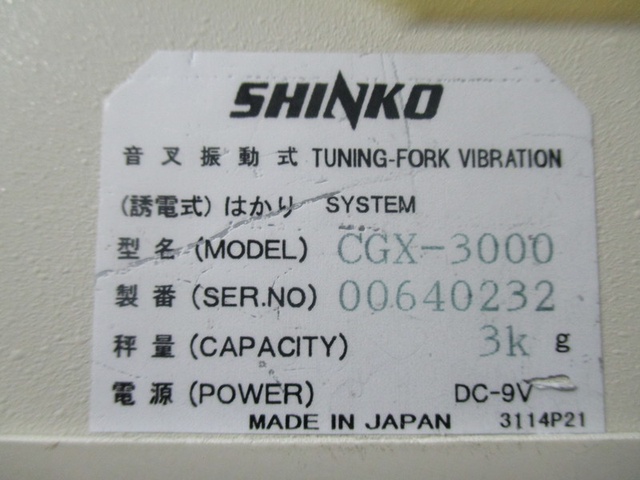 SHINKO
音叉振動式 TUNING-FORK VIBRATION
(誘電式) はかり SYSTEM
型名 (MODEL) CGX-3000
製番 (SER.NO) 00640232
秤量 (CAPACITY) 3k g
電源 (POWER) DC-9V
MADE IN JAPAN 3114P21